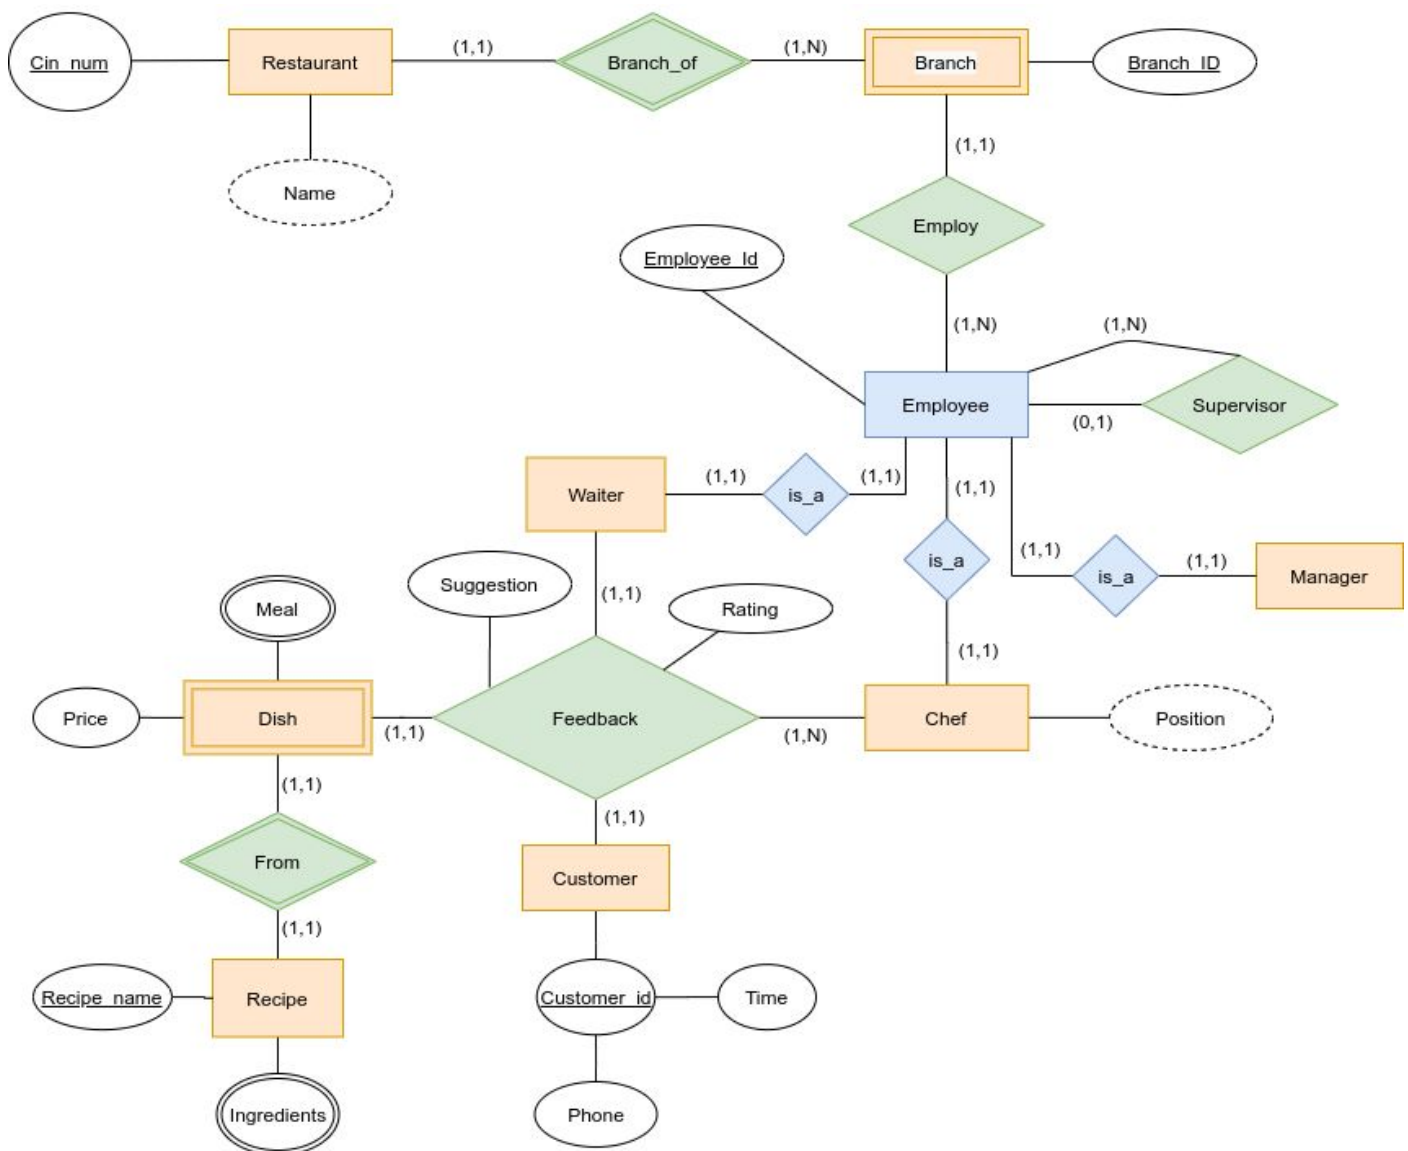 Cin_num
Restaurant
(1,1)
Branch_of
(1,N)
Branch
Branch_ID
Name
(1,1)
Employ
Employee_Id
(1,N)
(1,N)
Employee
(0,1)
Supervisor
Waiter
(1,1)
is_a
(1,1)
(1,1)
is_a
(1,1)
is_a
(1,1)
Manager
Suggestion
(1,1)
Meal
Rating
(1,1)
Price
Dish
(1,1)
Feedback
(1,N)
Chef
Position
(1,1)
(1,1)
From
Customer
(1,1)
Recipe_name
Recipe
Customer_id
Time
Ingredients
Phone